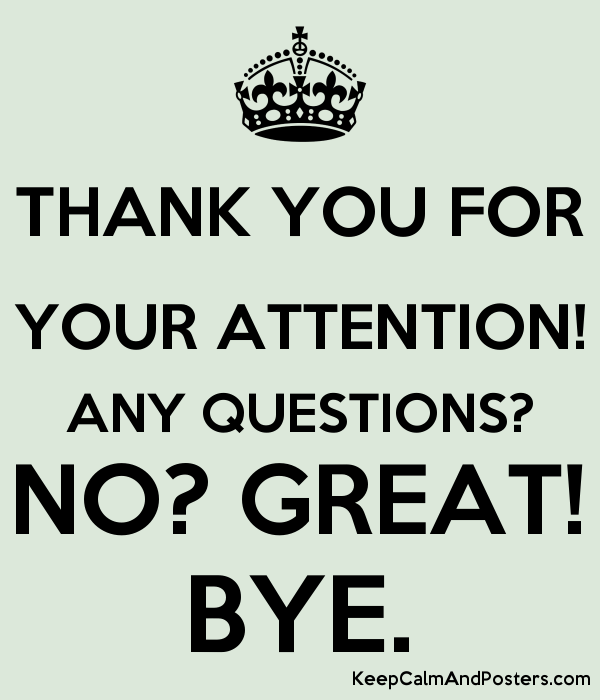 THANK YOU FOR
YOUR ATTENTION!
ANY QUESTIONS?
NO? GREAT!
BYE.
KeepCalmAndPosters.com